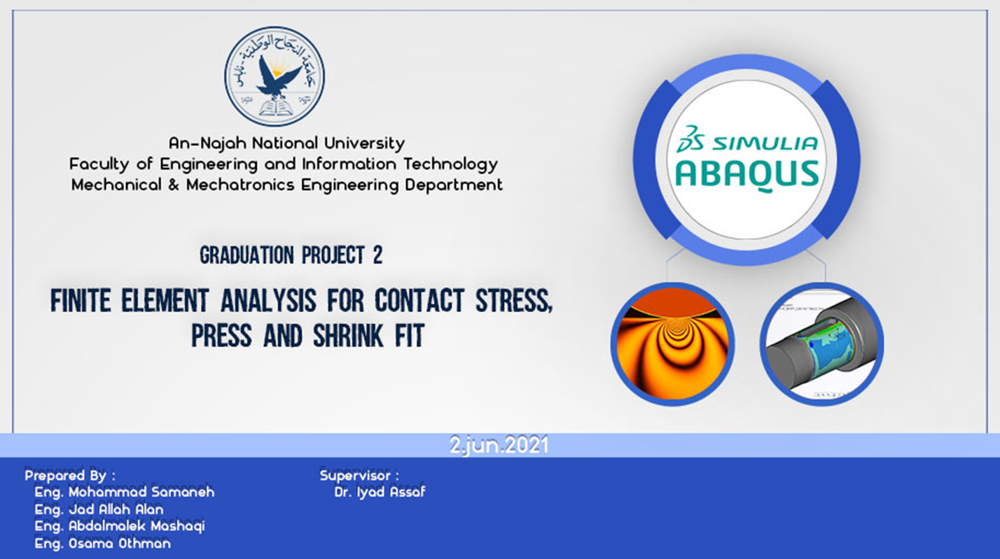 جامعة النجاح الوطنية - نابلس
An-Najah National University
Faculty of Engineering and Information Technology
Mechanical & Mechatronics Engineering Department
GRADUATION PROJECT 2
FINITE ELEMENT ANALYSIS FOR CONTACT STRESS,
PRESS AND SHRINK FIT
SIMULIA
ABAQUS
2.jun.2021
Prepared By :
Eng. Mohammad Samaneh
Eng. Jad Allah Alan
Eng. Abdalmalek Mashaqi
Eng. Osama Othman
Supervisor :
Dr. Iyad Assaf